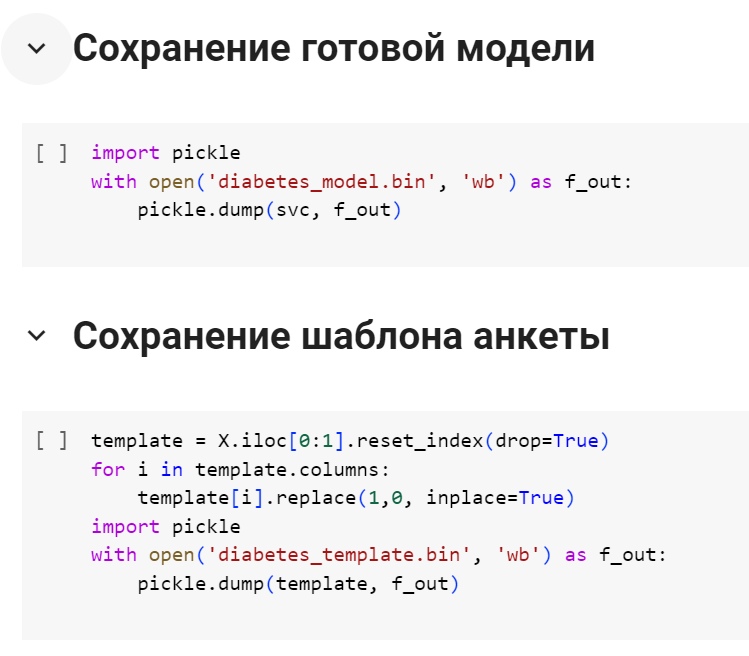 Сохранение готовой модели
[ ] import pickle
with open('diabetes_model.bin', 'wb') as f_out:
    pickle.dump(svc, f_out)
Сохранение шаблона анкеты
[ ] template = X.iloc[0:1].reset_index(drop=True)
for i in template.columns:
    template[i].replace(1,0, inplace=True)
import pickle
with open('diabetes_template.bin', 'wb') as f_out:
    pickle.dump(template, f_out)